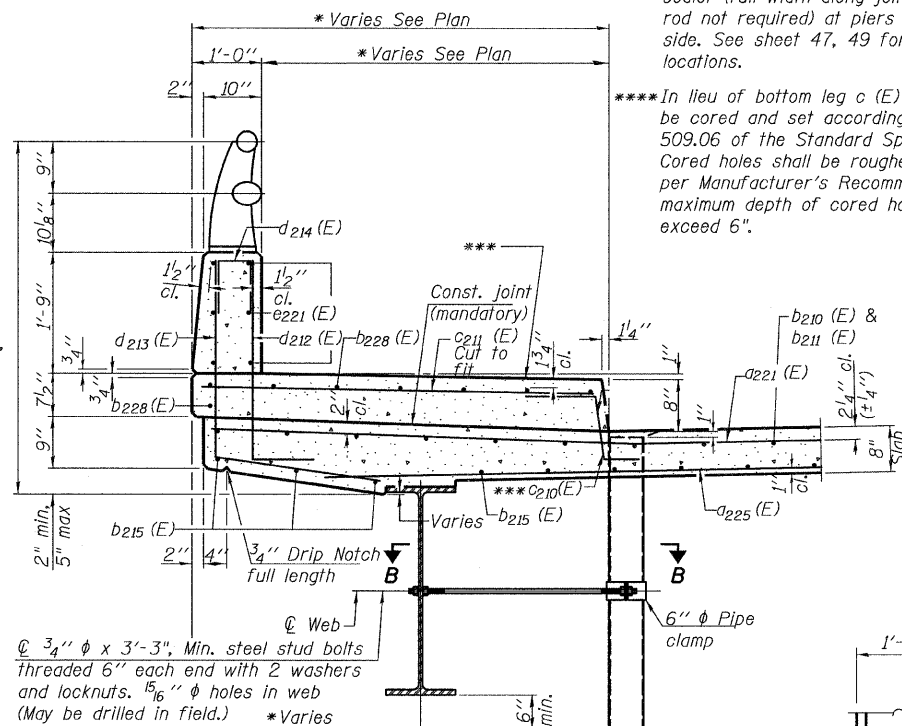 sealer (full width along joi
rod not required) at piers
side. See sheet 47, 49 for
locations.
****In lieu of bottom leg c (E)
be cored and set according
509.06 of the Standard Sp
Cored holes shall be roughe
per Manufacturer's Recomm
maximum depth of cored ho
exceed 6".
*Varies See Plan
1'-0"
*Varies See Plan
2"
10"
9"
10⅛"
1'-9"
¾"
¾"
7½"
9"
d214 (E)
***
1½"
cl.
1½"
cl.
Const. joint
(mandatory)
e221 (E)
d213 (E)
d212 (E)
b228 (E)
c211 (E)
Cut to
fit
1¾"
cl.
1¼"
b210 (E) &
b211 (E)
1"
8"
a221 (E)
2¼" cl.
(±¼")
b228 (E)
2"
cl.
1"
8"
Slab
***c210(E)
1"
cl.
b215 (E)
a225 (E)
Varies
b215 (E)
2" min.
5" max
2"
4"
¾" Drip Notch
full length
B
B
℄ Web
6" ϕ Pipe
clamp
℄ ¾" ϕ x 3'-3", Min. steel stud bolts
threaded 6" each end with 2 washers
and locknuts. 15/16" ϕ holes in web
(May be drilled in field.)
*Varies
6"
min.
1'-